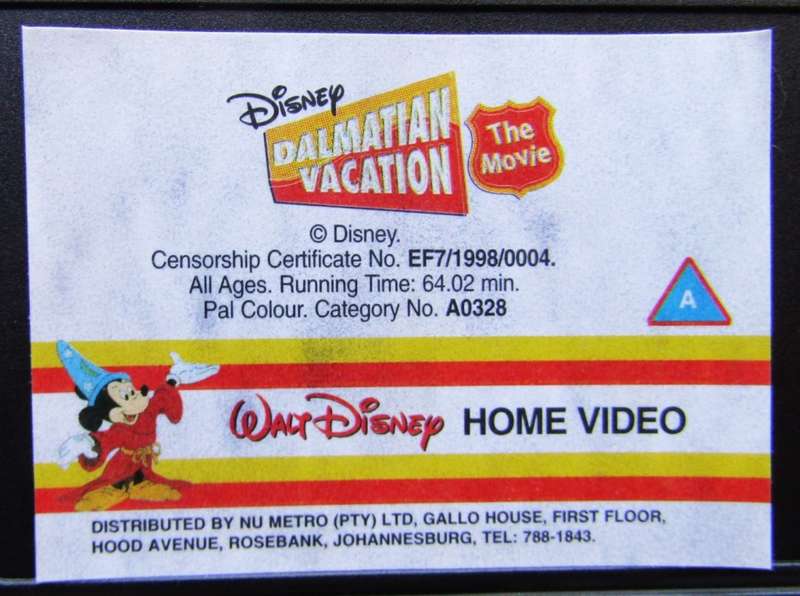 Disney
DALMATIAN
VACATION
The
Movie
© Disney.
Censorship Certificate No. EF7/1998/0004.
All Ages. Running Time: 64.02 min.
Pal Colour. Category No. A0328
A
Walt Disney HOME VIDEO
DISTRIBUTED BY NU METRO (PTY) LTD, GALLO HOUSE, FIRST FLOOR,
HOOD AVENUE, ROSEBANK, JOHANNESBURG, TEL: 788-1843.